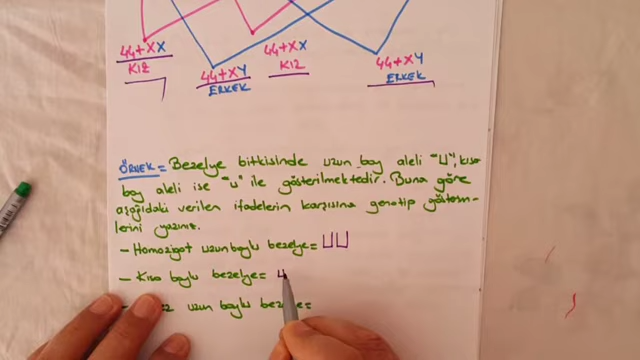 44+XX
KIZ
44+XY
ERKEK
44+XX
KIZ
44+XY
ERKEK
ÖRNEK= Bezelye bitkisinde uzun boy aleli "U", kısa
boy aleli ise "u" ile gösterilmektedir. Buna göre
aşağıdaki verilen ifadelerin karşısına genotip gösterim-
lerini yazınız.
- Homozigot uzun boylu bezelye= UU
- Kısa boylu bezelye= u
uzun boylu bezelye=